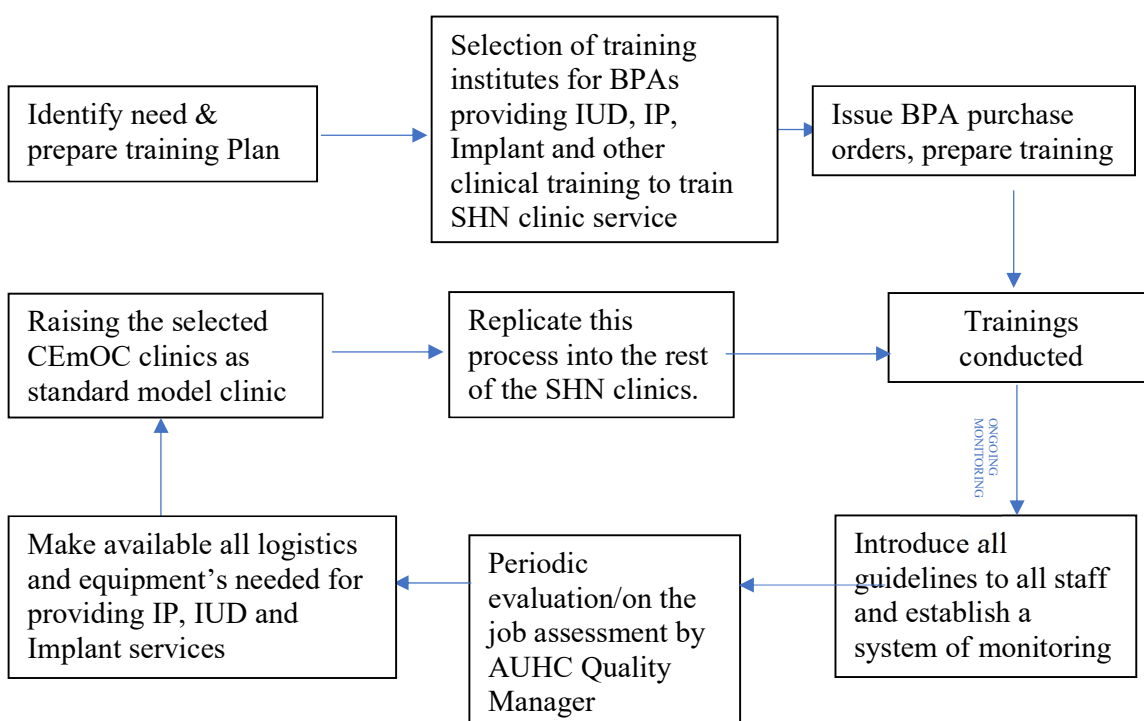 Identify need &
prepare training Plan
Selection of training
institutes for BPAs
providing IUD, IP,
Implant and other
clinical training to train
SHN clinic service
Issue BPA purchase
orders, prepare training
Raising the selected
CEmOC clinics as
standard model clinic
Replicate this
process into the rest
of the SHN clinics.
Trainings
conducted
ONGOING
MONITORING
Make available all logistics
and equipment’s needed for
providing IP, IUD and
Implant services
Periodic
evaluation/on the
job assessment by
AUHC Quality
Manager
Introduce all
guidelines to all staff
and establish a
system of monitoring